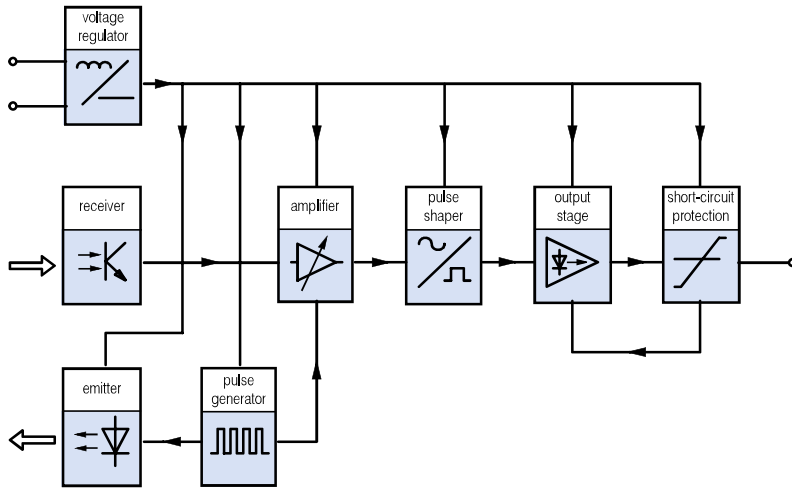 voltage
regulator
receiver
amplifier
pulse
shaper
output
stage
short-circuit
protection
emitter
pulse
generator